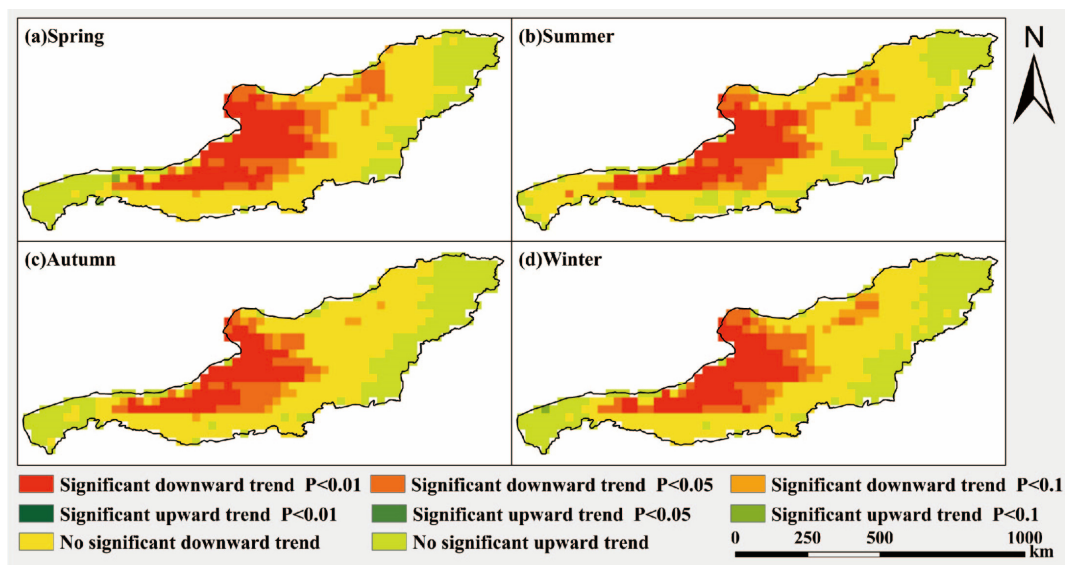 (a)Spring
(b)Summer
N
(c)Autumn
(d)Winter
Significant downward trend P<0.01
Significant downward trend P<0.05
Significant downward trend P<0.1
Significant upward trend P<0.01
Significant upward trend P<0.05
Significant upward trend P<0.1
No significant downward trend
No significant upward trend
0 250 500 1000
km